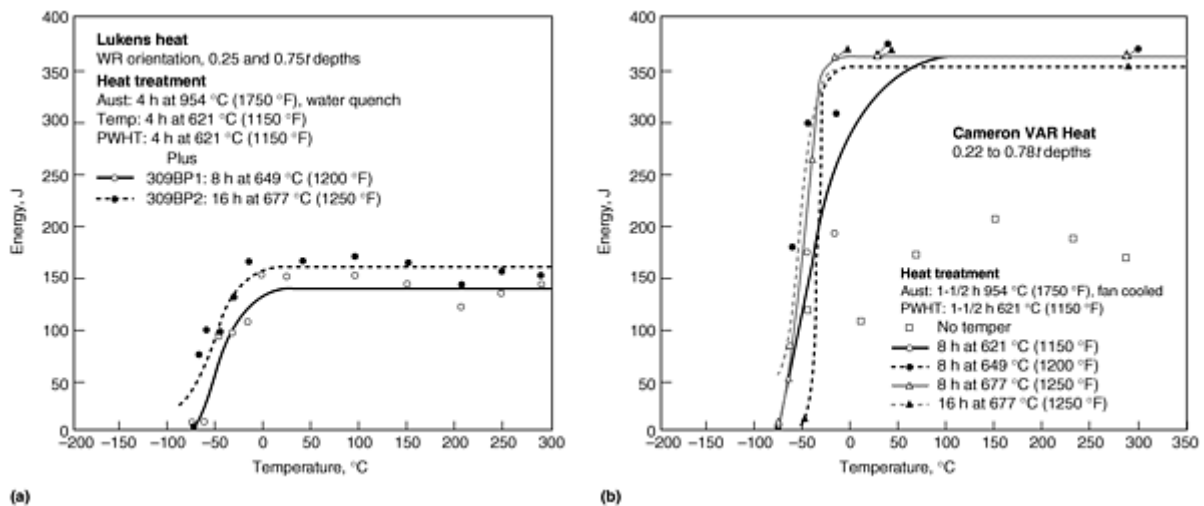 400
350
300
250
200
150
100
50
0
Energy, J
Lukens heat
WR orientation, 0.25 and 0.75t depths
Heat treatment
Aust: 4 h at 954 °C (1750 °F), water quench
Temp: 4 h at 621 °C (1150 °F)
PWHT: 4 h at 621 °C (1150 °F)
Plus
309BP1: 8 h at 649 °C (1200 °F)
309BP2: 16 h at 677 °C (1250 °F)
−200 −150 −100 −50 0 50 100 150 200 250 300
Temperature, °C
(a)
400
350
300
250
200
150
100
50
0
Energy, J
Cameron VAR Heat
0.22 to 0.78t depths
Heat treatment
Aust: 1-1/2 h 954 °C (1750 °F), fan cooled
PWHT: 1-1/2 h 621 °C (1150 °F)
No temper
8 h at 621 °C (1150 °F)
8 h at 649 °C (1200 °F)
8 h at 677 °C (1250 °F)
16 h at 677 °C (1250 °F)
−200 −150 −100 −50 0 50 100 150 200 250 300 350
Temperature, °C
(b)